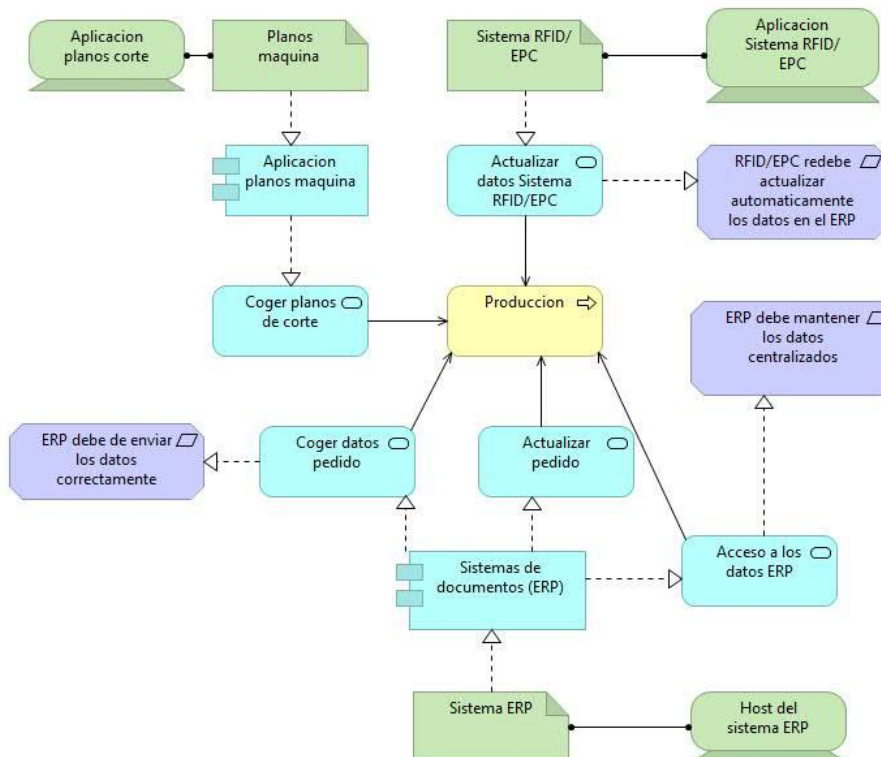 Aplicacion
planos corte
Planos
maquina
Sistema RFID/
EPC
Aplicacion
Sistema RFID/
EPC
Aplicacion
planos maquina
Actualizar
datos Sistema
RFID/EPC
RFID/EPC redebe
actualizar
automaticamente
los datos en el ERP
Coger planos
de corte
Produccion
ERP debe mantener
los datos
centralizados
ERP debe de enviar
los datos
correctamente
Coger datos
pedido
Actualizar
pedido
Sistemas de
documentos (ERP)
Acceso a los
datos ERP
Sistema ERP
Host del
sistema ERP